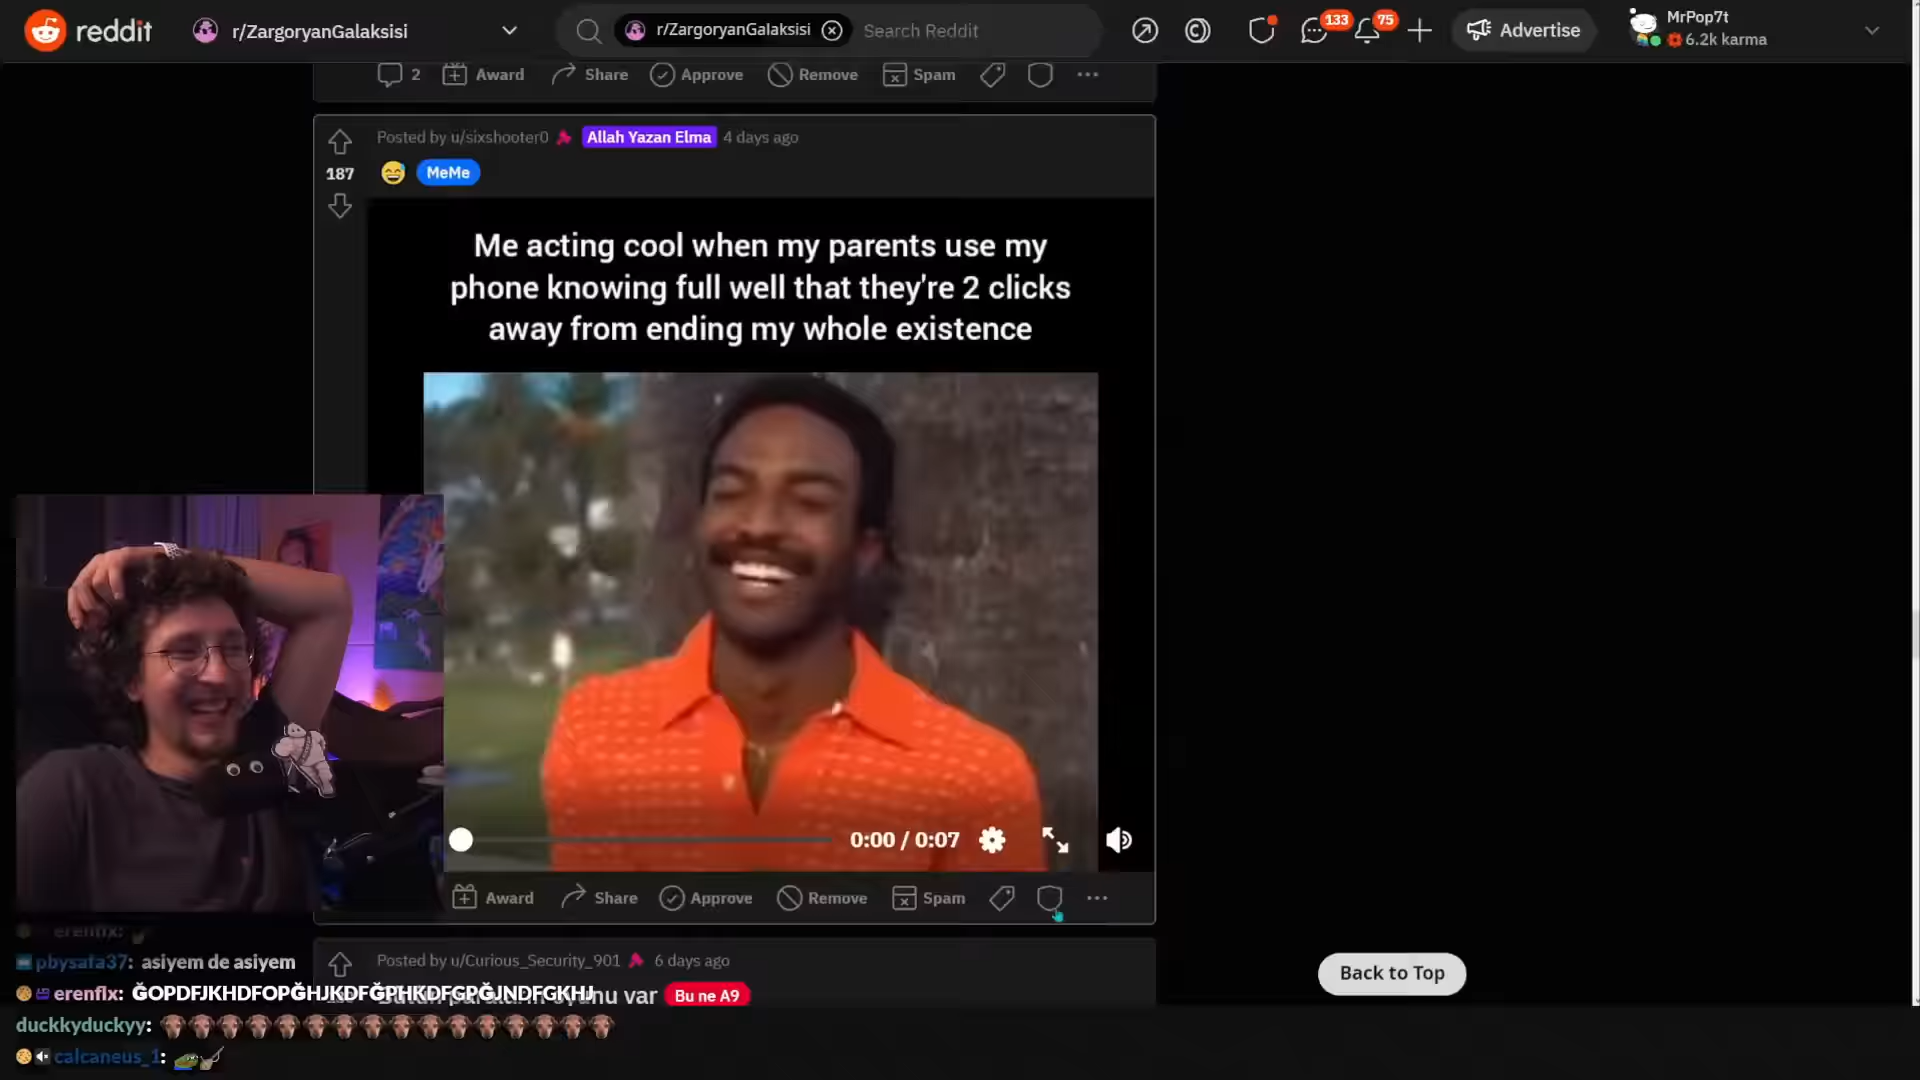 reddit
r/ZargoryanGalaksisi
r/ZargoryanGalaksisi
Search Reddit
133
75
Advertise
MrPop7t
6.2k karma
2 Award Share Approve Remove Spam
Posted by u/sixshooter0 Allah Yazan Elma 4 days ago
187
😅 MeMe
Me acting cool when my parents use my
phone knowing full well that they're 2 clicks
away from ending my whole existence
0:00 / 0:07
Award Share Approve Remove Spam
erenflx:
pbysafa37: asiyem de asiyem
Posted by u/Curious_Security_901 6 days ago
erenflx: ĞOPDFJKHDFOPĞHJKDFĞPHKDFGPĞJNDFGKHJ
oyunu var Bu ne A9
Back to Top
duckkyduckyy:
calcaneus_1: